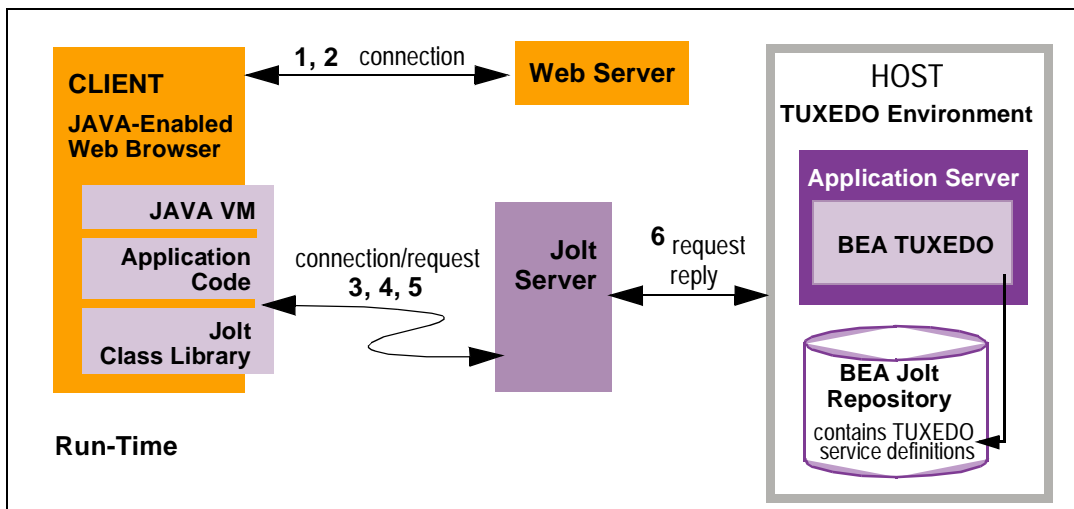 CLIENT
JAVA-Enabled
Web Browser
JAVA VM
Application
Code
Jolt
Class Library
Run-Time
1, 2 connection
Web Server
connection/request
3, 4, 5
Jolt
Server
6 request
reply
HOST
TUXEDO Environment
Application Server
BEA TUXEDO
BEA Jolt
Repository
contains TUXEDO
service definitions